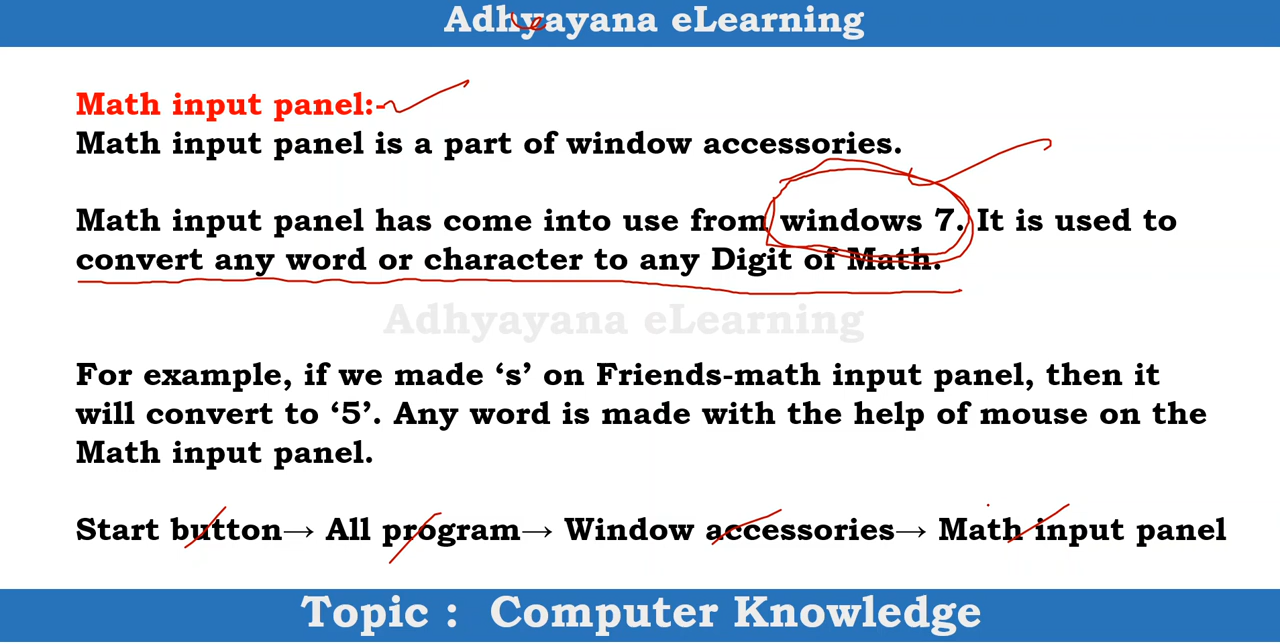 Adhyayana eLearning
Math input panel:-
Math input panel is a part of window accessories.
Math input panel has come into use from windows 7. It is used to
convert any word or character to any Digit of Math.
Adhyayana eLearning
For example, if we made ‘s’ on Friends-math input panel, then it
will convert to ‘5’. Any word is made with the help of mouse on the
Math input panel.
Start button→ All program→ Window accessories→ Math input panel
Topic : Computer Knowledge